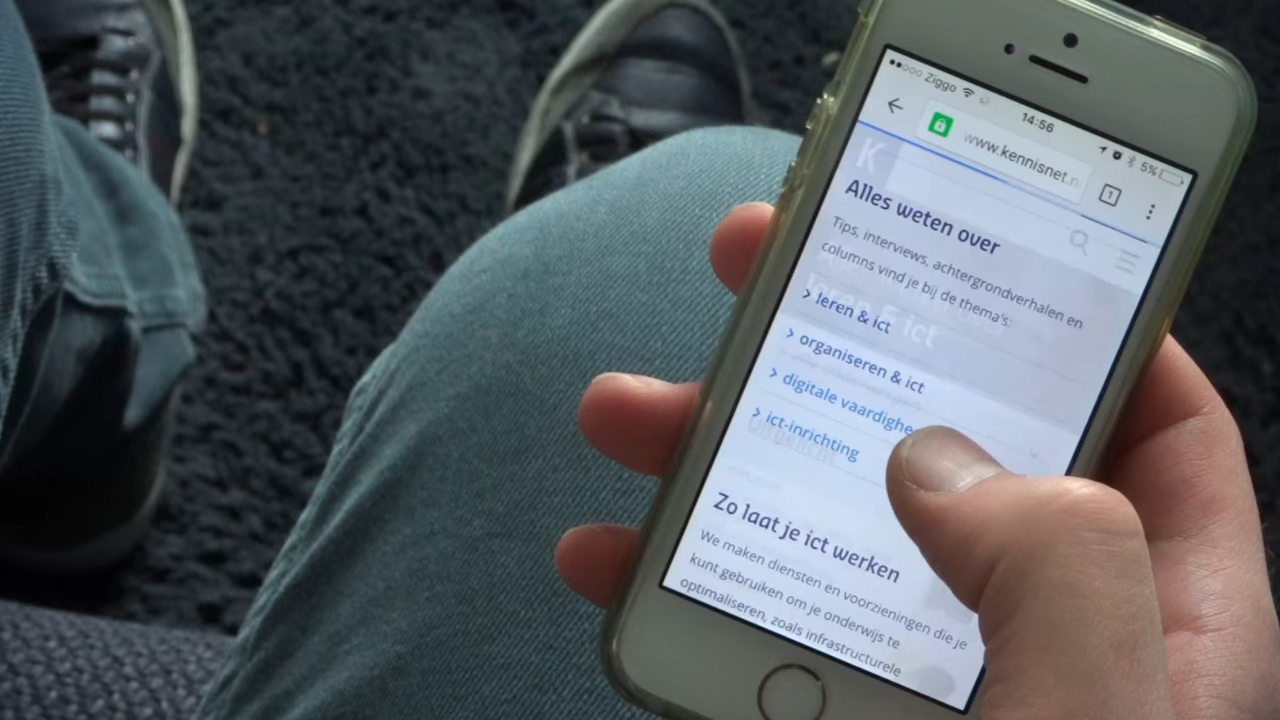 Ziggo 14:56 5%
www.kennisnet.n 1
K
Alles weten over
Tips, interviews, achtergrondverhalen en
columns vind je bij de thema's:
> leren & ict
> organiseren & ict
> digitale vaardighe
> ict-inrichting
Zo laat je ict werken
We maken diensten en voorzieningen die je
kunt gebruiken om je onderwijs te
optimaliseren, zoals infrastructurele